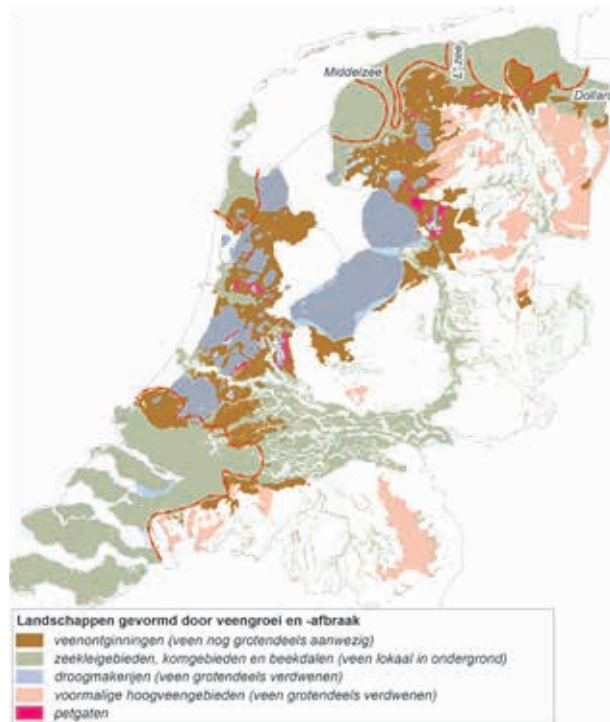 Middelzee
L'-zee
Dollard
Landschappen gevormd door veengroei en -afbraak
veenontginningen (veen nog grotendeels aanwezig)
zeekleigebieden, komgebieden en beekdalen (veen lokaal in ondergrond)
droogmakerijen (veen grotendeels verdwenen)
voormalige hoogveengebieden (veen grotendeels verdwenen)
petgaten